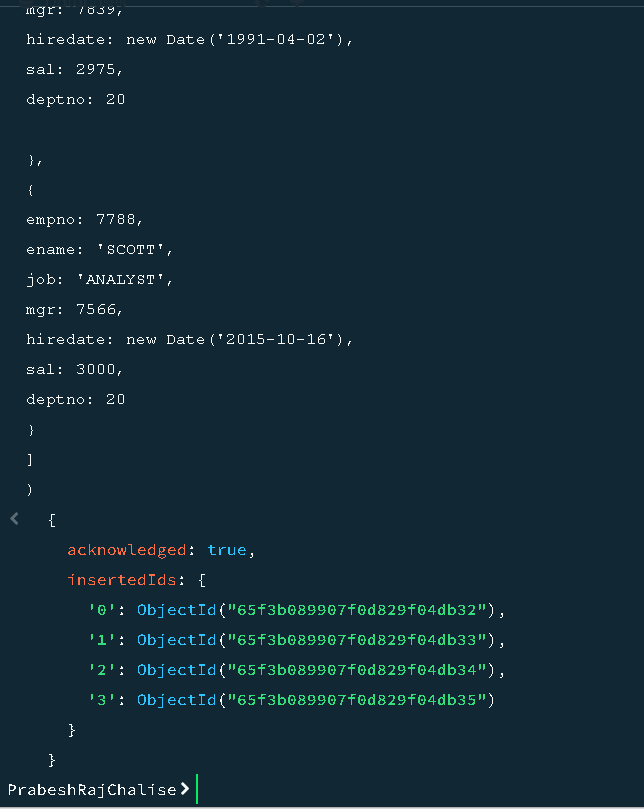 mgr: 7839,
hiredate: new Date('1991-04-02'),
sal: 2975,
deptno: 20
},
{
empno: 7788,
ename: 'SCOTT',
job: 'ANALYST',
mgr: 7566,
hiredate: new Date('2015-10-16'),
sal: 3000,
deptno: 20
}
]
)
{
acknowledged: true,
insertedIds: {
'0': ObjectId("65f3b089907f0d829f04db32"),
'1': ObjectId("65f3b089907f0d829f04db33"),
'2': ObjectId("65f3b089907f0d829f04db34"),
'3': ObjectId("65f3b089907f0d829f04db35")
}
}
PrabeshRajChalise>